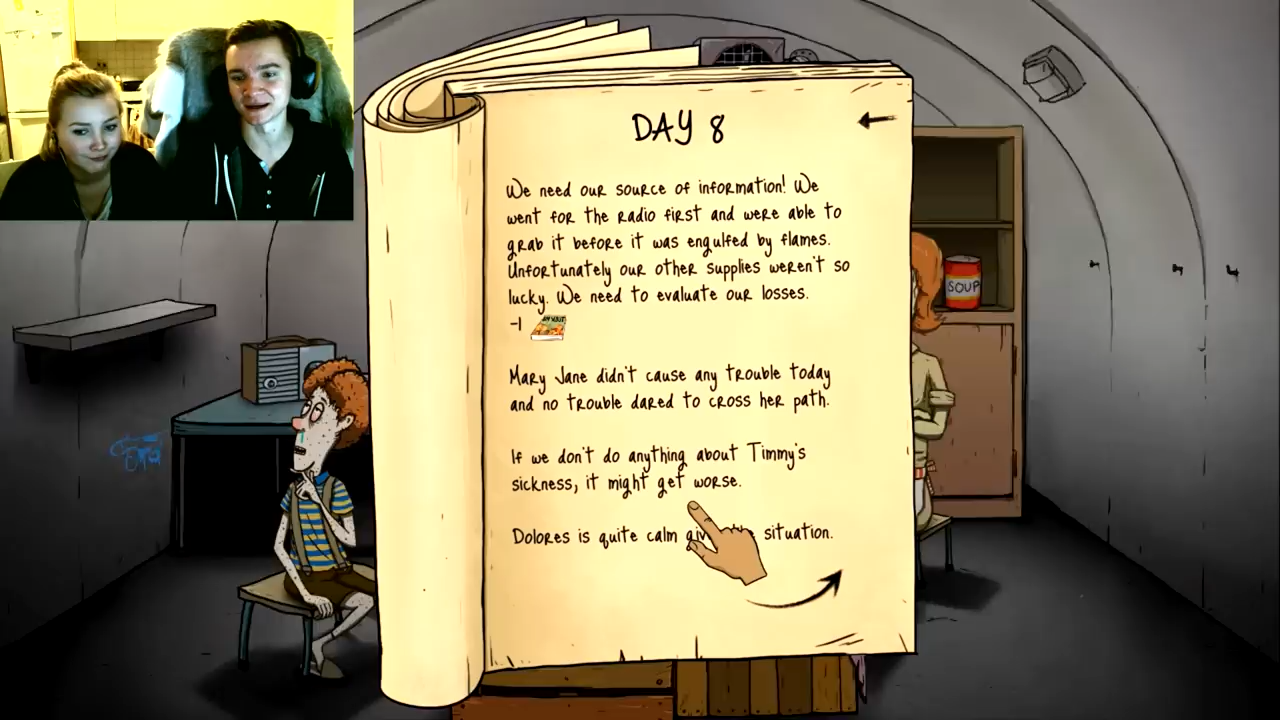 DAY 8
We need our source of information! We
went for the radio first and were able to
grab it before it was engulfed by flames.
Unfortunately our other supplies weren't so
lucky. We need to evaluate our losses.
-1
Mary Jane didn't cause any trouble today
and no trouble dared to cross her path.
If we don't do anything about Timmy's
sickness, it might get worse.
Dolores is quite calm situation.
SOUP